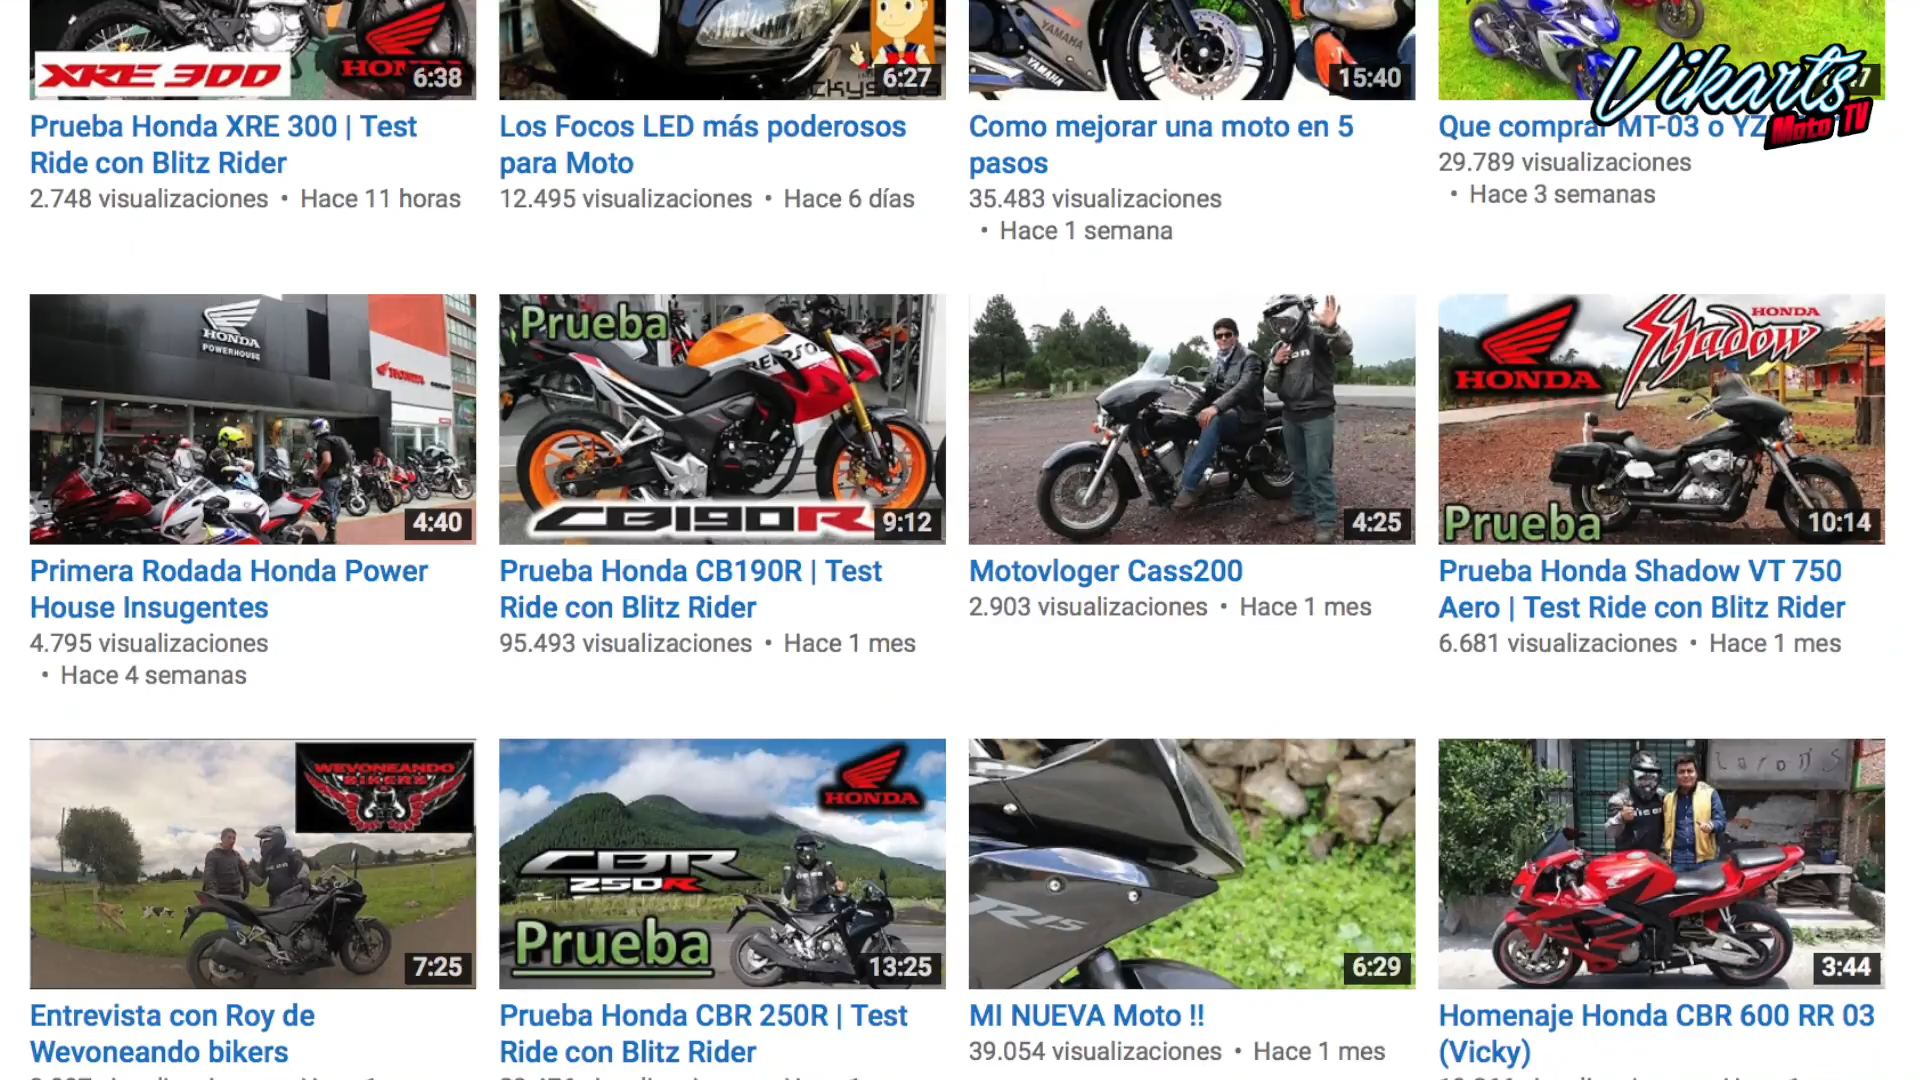 XRE 300
HONDA
6:38
6:27
YAMAHA
YAMAHA
15:40
Vikarts
Moto TV
Prueba Honda XRE 300 | Test
Ride con Blitz Rider
2.748 visualizaciones • Hace 11 horas
Los Focos LED más poderosos
para Moto
12.495 visualizaciones • Hace 6 días
Como mejorar una moto en 5
pasos
35.483 visualizaciones
• Hace 1 semana
Que comprar MT-03 o
29.789 visualizaciones
• Hace 3 semanas
HONDA
POWERHOUSE
HONDA
4:40
Prueba
REPSOL
CB190R
9:12
4:25
HONDA
HONDA
Shadow
Prueba
10:14
Primera Rodada Honda Power
House Insugentes
4.795 visualizaciones
• Hace 4 semanas
Prueba Honda CB190R | Test
Ride con Blitz Rider
95.493 visualizaciones • Hace 1 mes
Motovloger Cass200
2.903 visualizaciones • Hace 1 mes
Prueba Honda Shadow VT 750
Aero | Test Ride con Blitz Rider
6.681 visualizaciones • Hace 1 mes
WEVONEANDO
BIKERS
7:25
HONDA
CBR
250R
Prueba
13:25
R15
6:29
3:44
Entrevista con Roy de
Wevoneando bikers
Prueba Honda CBR 250R | Test
Ride con Blitz Rider
MI NUEVA Moto !!
39.054 visualizaciones • Hace 1 mes
Homenaje Honda CBR 600 RR 03
(Vicky)